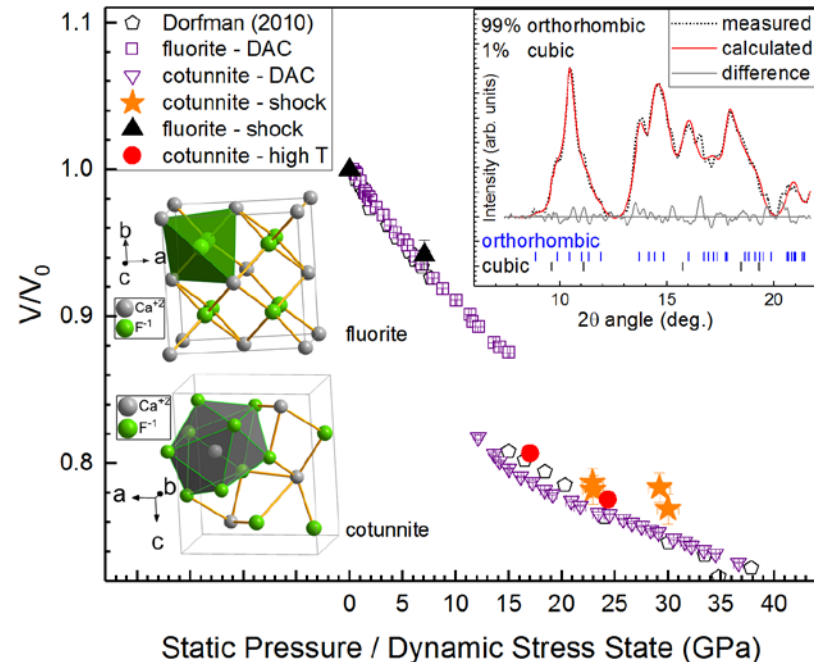 Dorfman (2010)
fluorite - DAC
cotunnite - DAC
cotunnite - shock
fluorite - shock
cotunnite - high T
99% orthorhombic
1% cubic
measured
calculated
difference
Intensity (arb. units)
orthorhombic
cubic
10 15 20
2θ angle (deg.)
1.1
1.0
0.9
0.8
V/V₀
b
c
a
Ca⁺²
F⁻¹
fluorite
Ca⁺²
F⁻¹
a
b
c
cotunnite
0 5 10 15 20 25 30 35 40
Static Pressure / Dynamic Stress State (GPa)